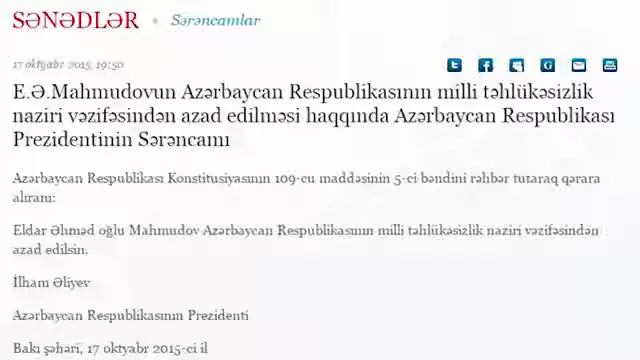 SƏNƏDLƏR • Sərəncamlar
17 oktyabr 2015, 19:50
E.Ə.Mahmudovun Azərbaycan Respublikasının milli təhlükəsizlik
naziri vəzifəsindən azad edilməsi haqqında Azərbaycan Respublikası
Prezidentinin Sərəncamı
Azərbaycan Respublikası Konstitusiyasının 109-cu maddəsinin 5-ci bəndini rəhbər tutaraq qərara
alıram:
Eldar Əhməd oğlu Mahmudov Azərbaycan Respublikasının milli təhlükəsizlik naziri vəzifəsindən
azad edilsin.
İlham Əliyev
Azərbaycan Respublikasının Prezidenti
Bakı şəhəri, 17 oktyabr 2015-ci il